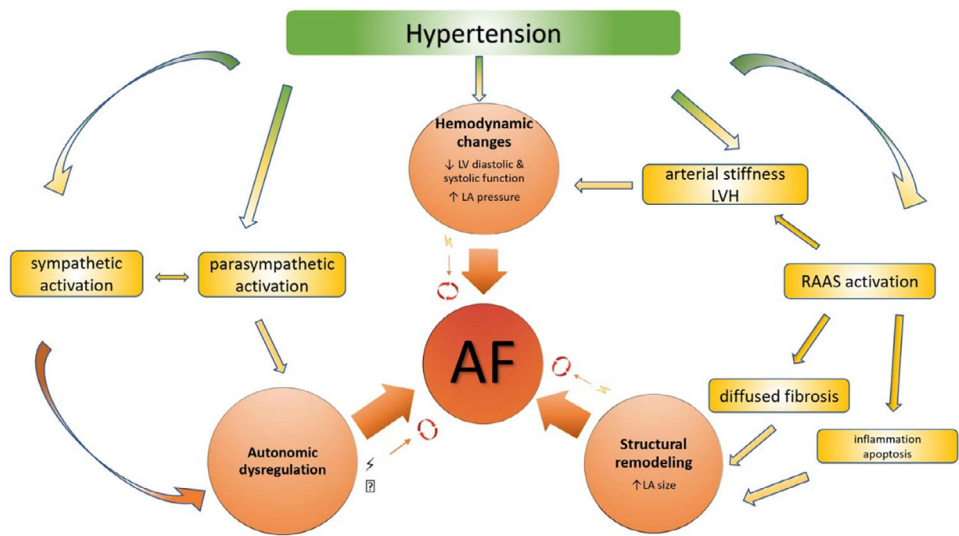 Hypertension
Hemodynamic
changes
↓ LV diastolic &
systolic function
↑ LA pressure
arterial stiffness
LVH
sympathetic
activation
parasympathetic
activation
RAAS activation
AF
diffused fibrosis
inflammation
apoptosis
Autonomic
dysregulation
Structural
remodeling
↑ LA size